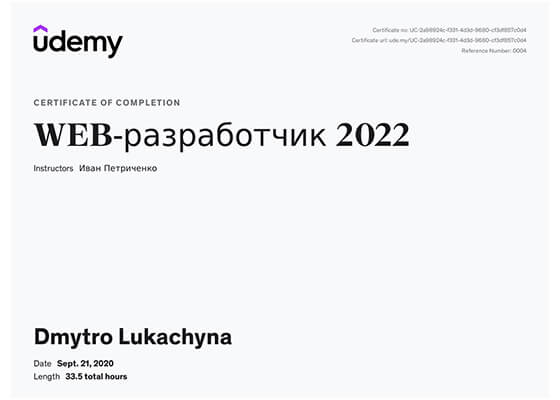 udemy
Certificate no: UC-2a98924c-f331-4d3d-9680-cf3df857c0d4
Certificate url: ude.my/UC-2a98924c-f331-4d3d-9680-cf3df857c0d4
Reference Number: 0004
CERTIFICATE OF COMPLETION
WEB-разработчик 2022
Instructors Иван Петриченко
Dmytro Lukachyna
Date Sept. 21, 2020
Length 33.5 total hours